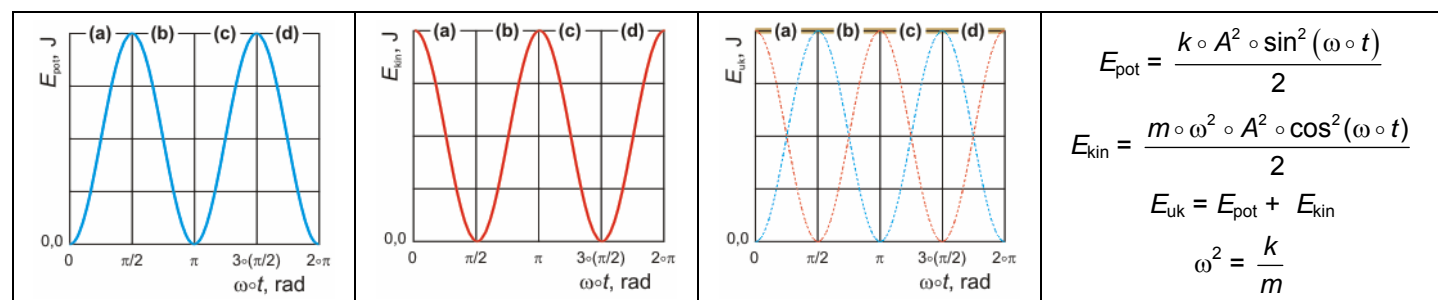 (a) (b) (c) (d)
E_pot, J
0,0
0 π/2 π 3∘(π/2) 2∘π
ω∘t, rad
(a) (b) (c) (d)
E_kin, J
0,0
0 π/2 π 3∘(π/2) 2∘π
ω∘t, rad
(a) (b) (c) (d)
E_uk, J
0,0
0 π/2 π 3∘(π/2) 2∘π
ω∘t, rad
E_pot = k ∘ A² ∘ sin² (ω ∘ t) / 2
E_kin = m ∘ ω² ∘ A² ∘ cos² (ω ∘ t) / 2
E_uk = E_pot + E_kin
ω² = k / m